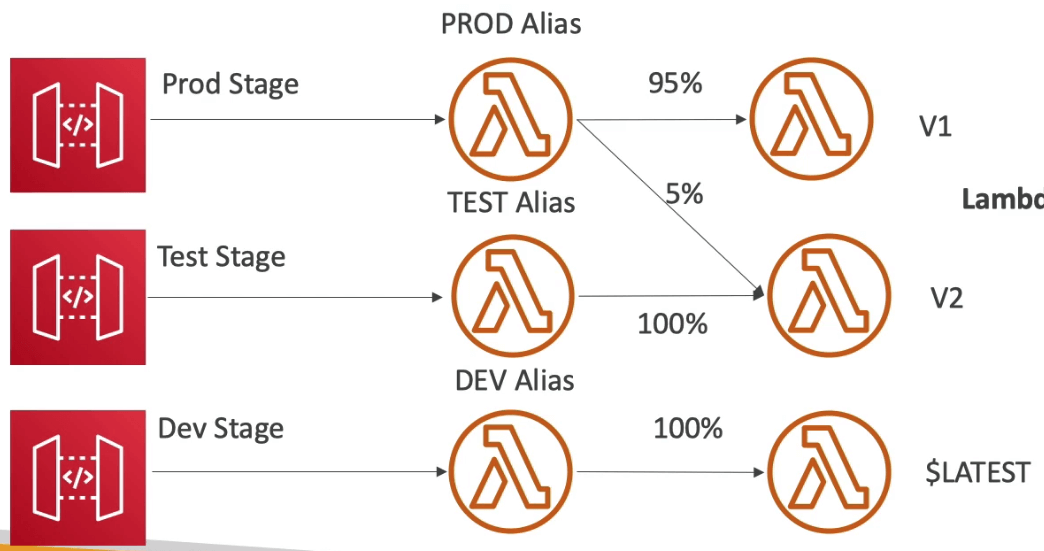 PROD Alias
Prod Stage
95%
V1
5%
TEST Alias
Test Stage
100%
V2
DEV Alias
Dev Stage
100%
$LATEST